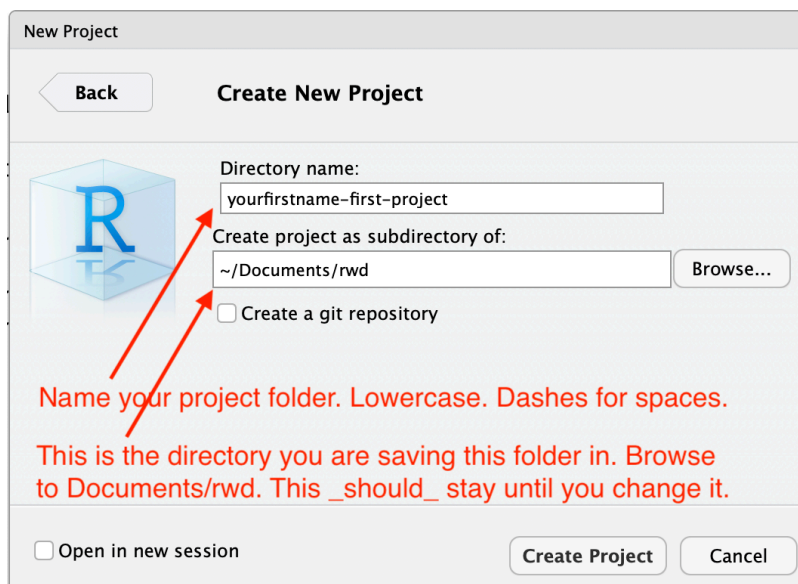 New Project
Back
Create New Project
R
Directory name:
yourfirstname-first-project
Create project as subdirectory of:
~/Documents/rwd
Browse...
Create a git repository
Name your project folder. Lowercase. Dashes for spaces.
This is the directory you are saving this folder in. Browse
to Documents/rwd. This _should_ stay until you change it.
Open in new session
Create Project
Cancel